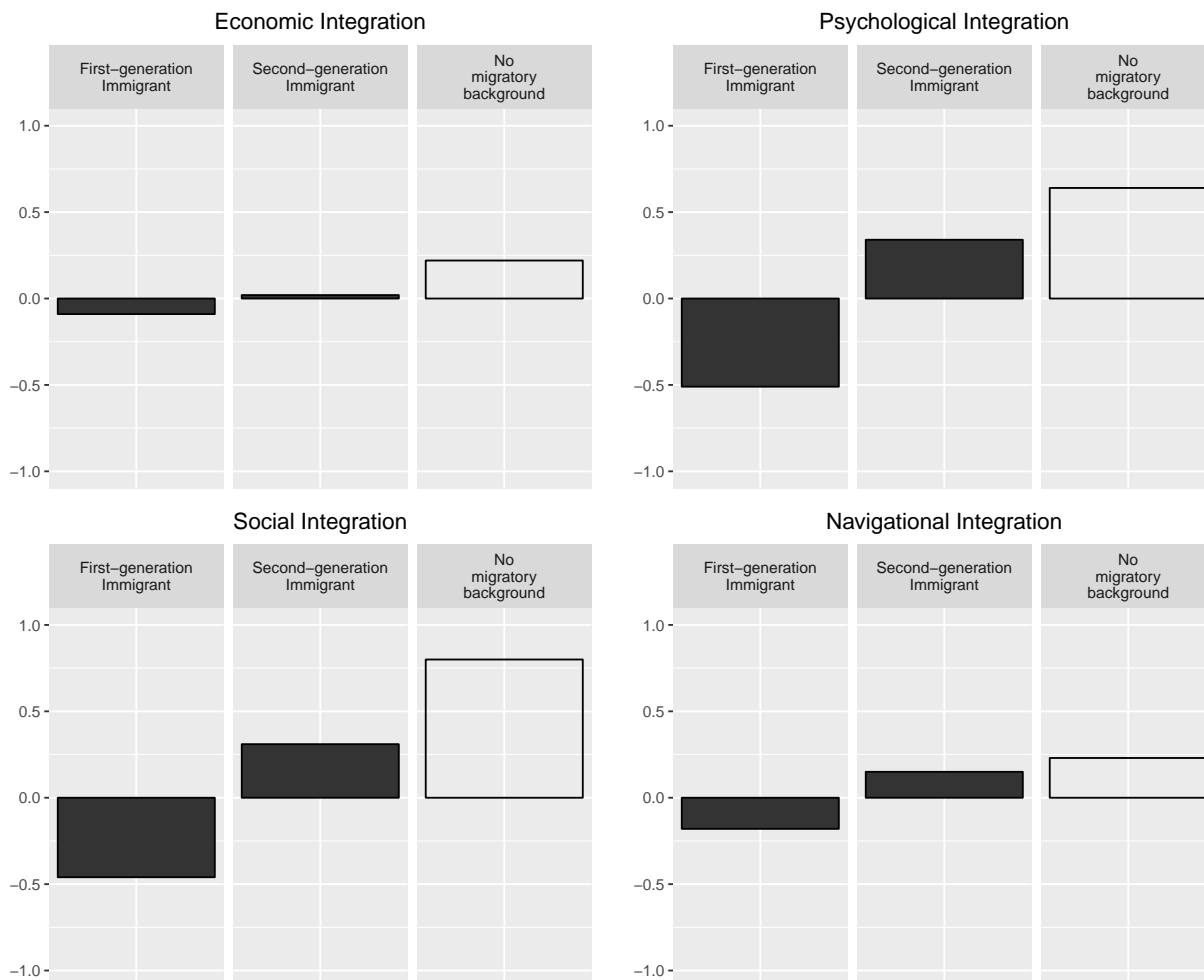 Economic Integration
First−generation
Immigrant
Second−generation
Immigrant
No
migratory
background
1.0
0.5
0.0
−0.5
−1.0
Psychological Integration
First−generation
Immigrant
Second−generation
Immigrant
No
migratory
background
1.0
0.5
0.0
−0.5
−1.0
Social Integration
First−generation
Immigrant
Second−generation
Immigrant
No
migratory
background
1.0
0.5
0.0
−0.5
−1.0
Navigational Integration
First−generation
Immigrant
Second−generation
Immigrant
No
migratory
background
1.0
0.5
0.0
−0.5
−1.0